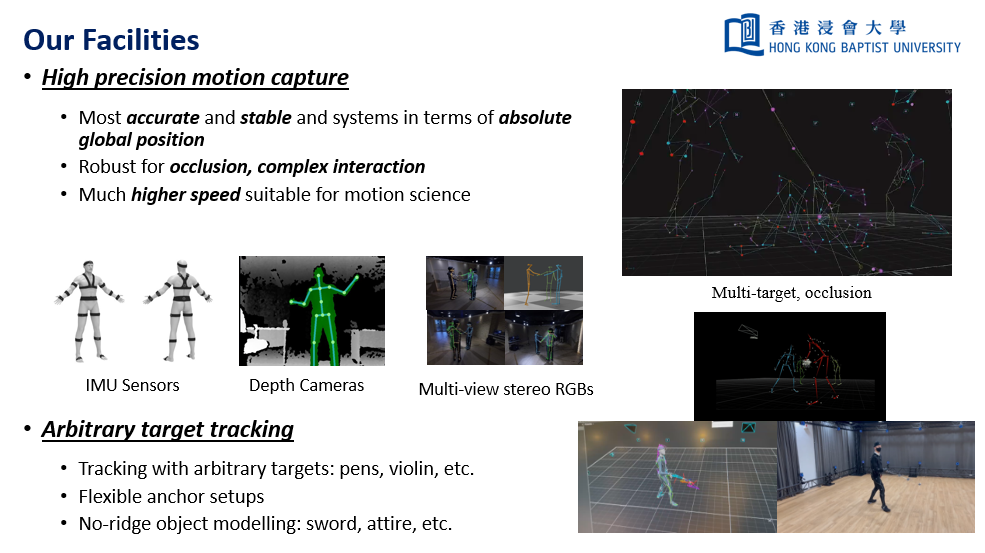 Our Facilities
香港浸會大學
HONG KONG BAPTIST UNIVERSITY
• High precision motion capture
• Most accurate and stable and systems in terms of absolute
global position
• Robust for occlusion, complex interaction
• Much higher speed suitable for motion science
Multi-target, occlusion
IMU Sensors
Depth Cameras
Multi-view stereo RGBs
• Arbitrary target tracking
• Tracking with arbitrary targets: pens, violin, etc.
• Flexible anchor setups
• No-ridge object modelling: sword, attire, etc.